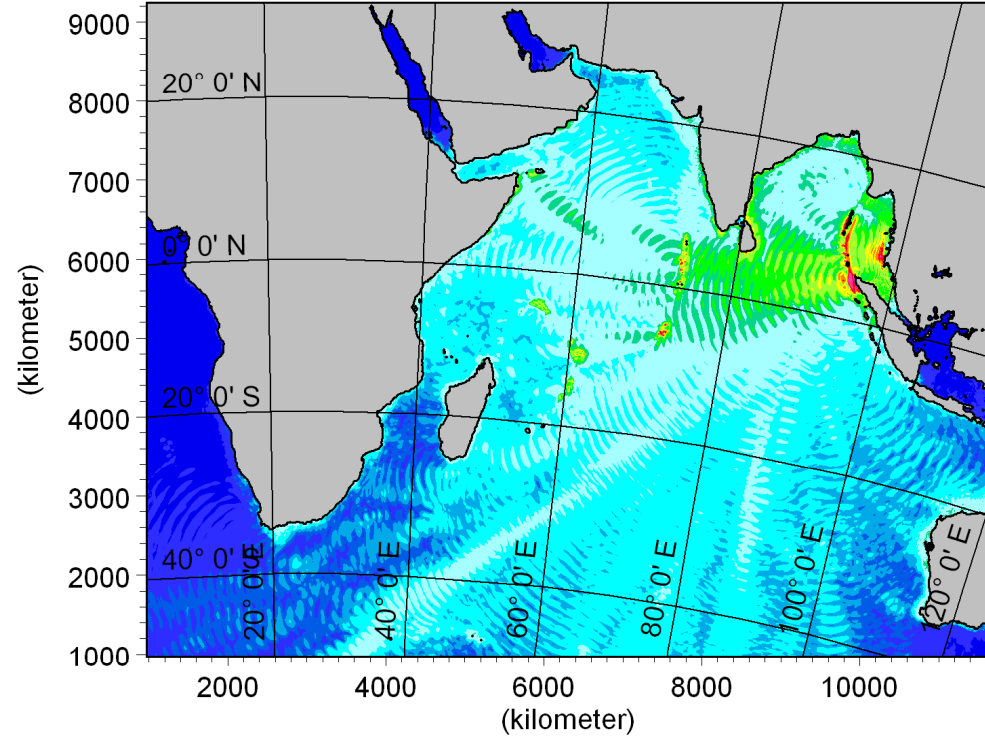 9000
8000
7000
6000
5000
4000
3000
2000
1000
(kilometer)
20° 0' N
0° 0' N
20° 0' S
40° 0' S
20° 0' E
40° 0' E
60° 0' E
80° 0' E
100° 0' E
120° 0' E
2000
4000
6000
8000
10000
(kilometer)